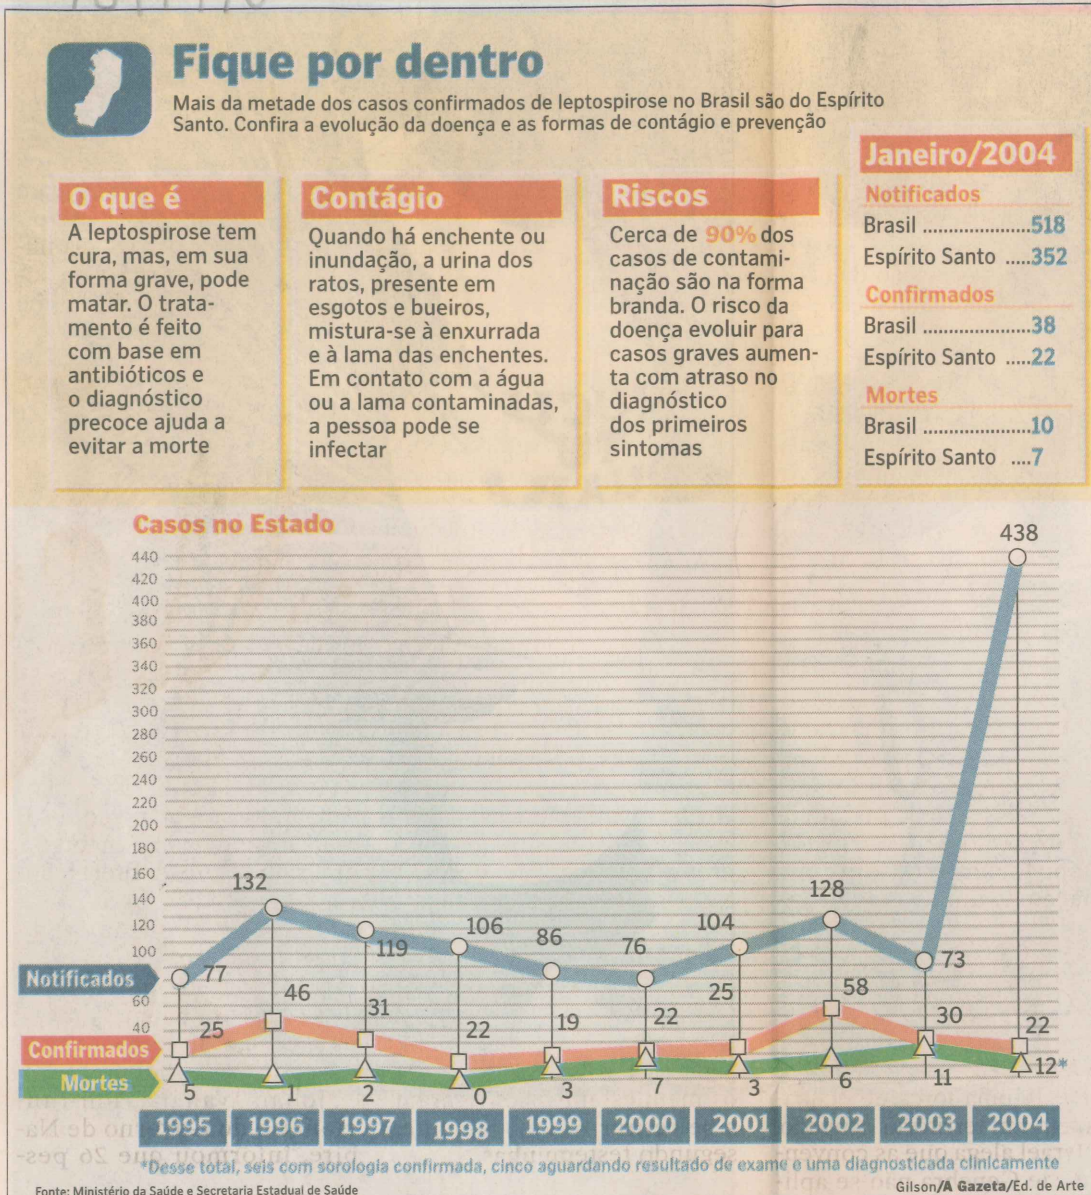 Fique por dentro
Mais da metade dos casos confirmados de leptospirose no Brasil são do Espírito
Santo. Confira a evolução da doença e as formas de contágio e prevenção
O que é
A leptospirose tem
cura, mas, em sua
forma grave, pode
matar. O trata-
mento é feito
com base em
antibióticos e
o diagnóstico
precoce ajuda a
evitar a morte
Contágio
Quando há enchente ou
inundação, a urina dos
ratos, presente em
esgotos e bueiros,
mistura-se à enxurrada
e à lama das enchentes.
Em contato com a água
ou a lama contaminadas,
a pessoa pode se
infectar
Riscos
Cerca de 90% dos
casos de contami-
nação são na forma
branda. O risco da
doença evoluir para
casos graves aumen-
ta com atraso no
diagnóstico
dos primeiros
sintomas
Janeiro/2004
Notificados
Brasil .....................518
Espírito Santo .....352
Confirmados
Brasil .....................38
Espírito Santo .....22
Mortes
Brasil .....................10
Espírito Santo ....7
Casos no Estado
440
420
400
380
360
340
320
300
280
260
240
220
200
180
160
140
120
100
60
40
438
132
119
106
86
76
104
128
73
Notificados
77
25
46
31
22
19
22
25
58
30
22
Confirmados
Mortes
5
1
2
0
3
7
3
6
11
12*
1995 1996 1997 1998 1999 2000 2001 2002 2003 2004
*Desse total, seis com sorologia confirmada, cinco aguardando resultado de exame e uma diagnosticada clinicamente
Fonte: Ministério da Saúde e Secretaria Estadual de Saúde
Gilson/A Gazeta/Ed. de Arte